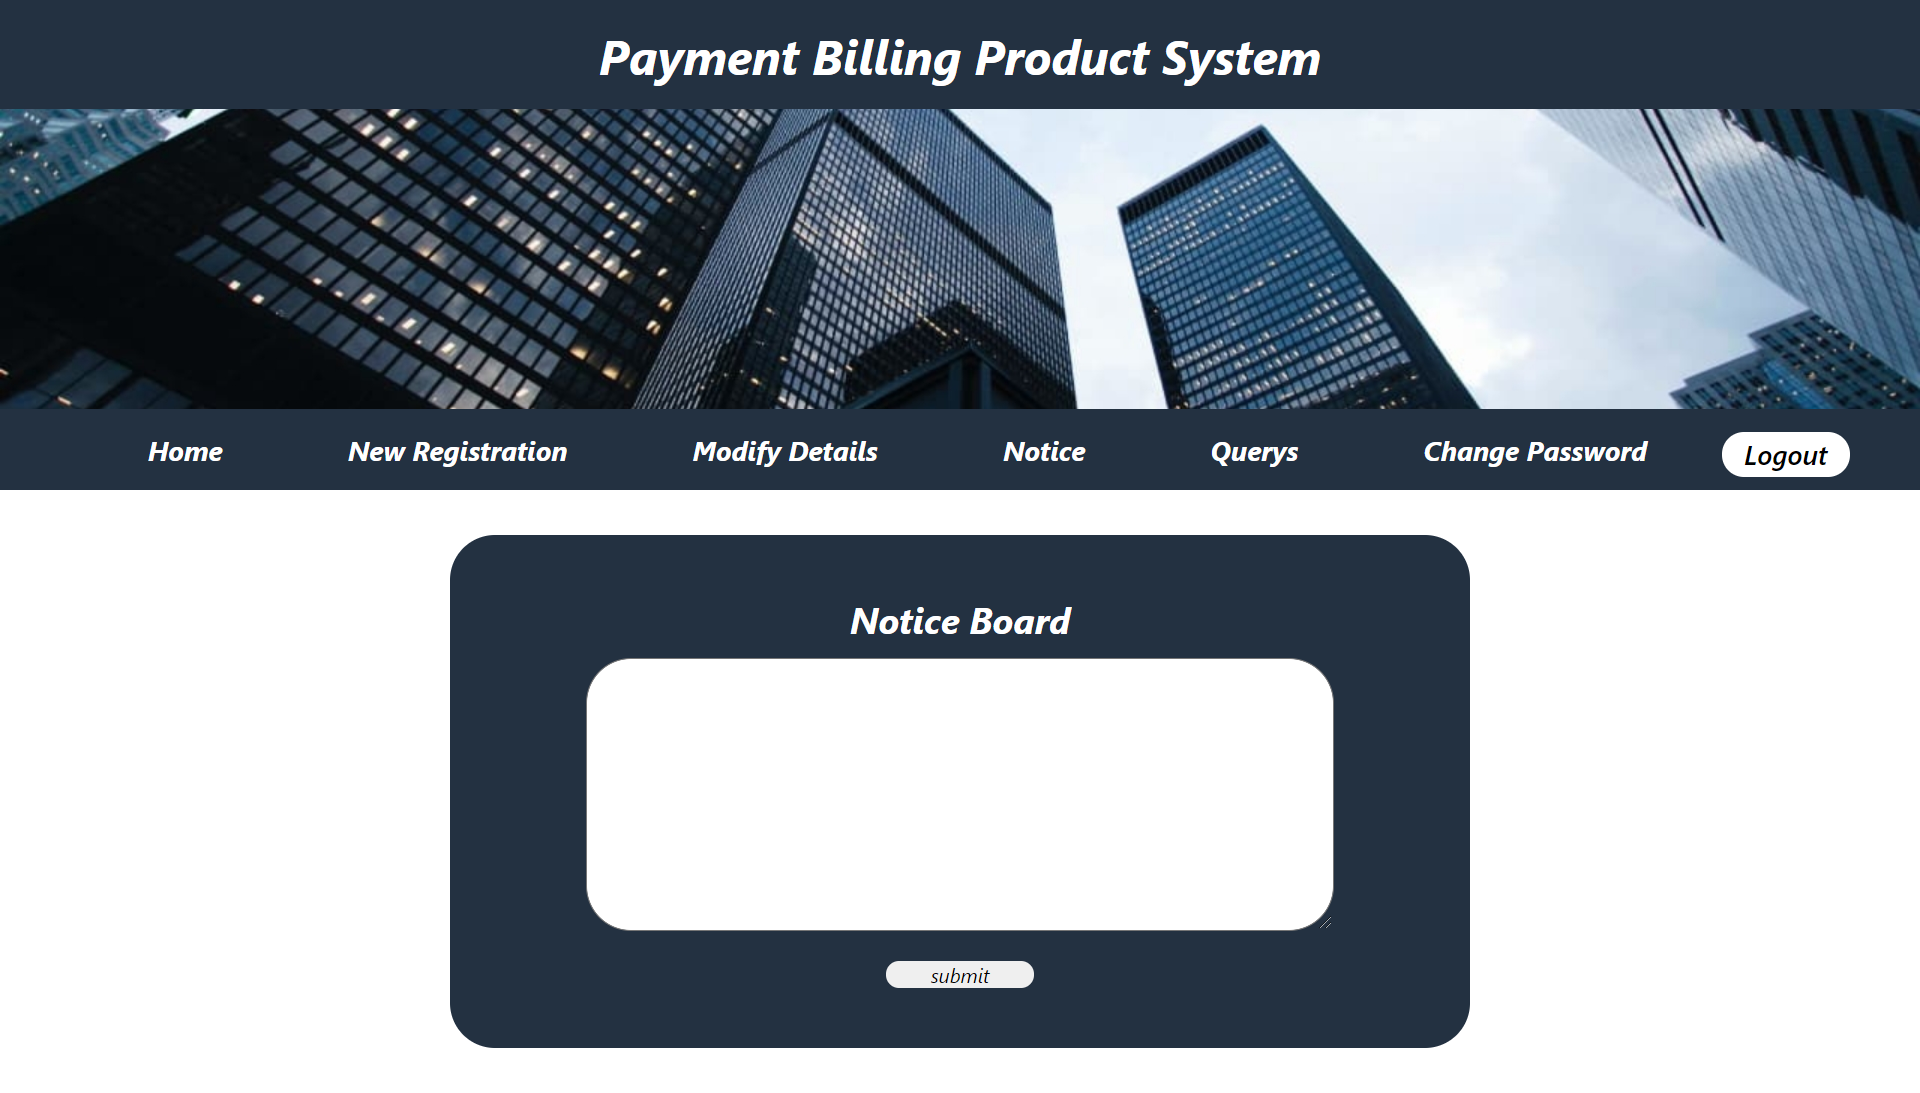 Payment Billing Product System
Home New Registration Modify Details Notice Querys Change Password Logout
Notice Board
submit